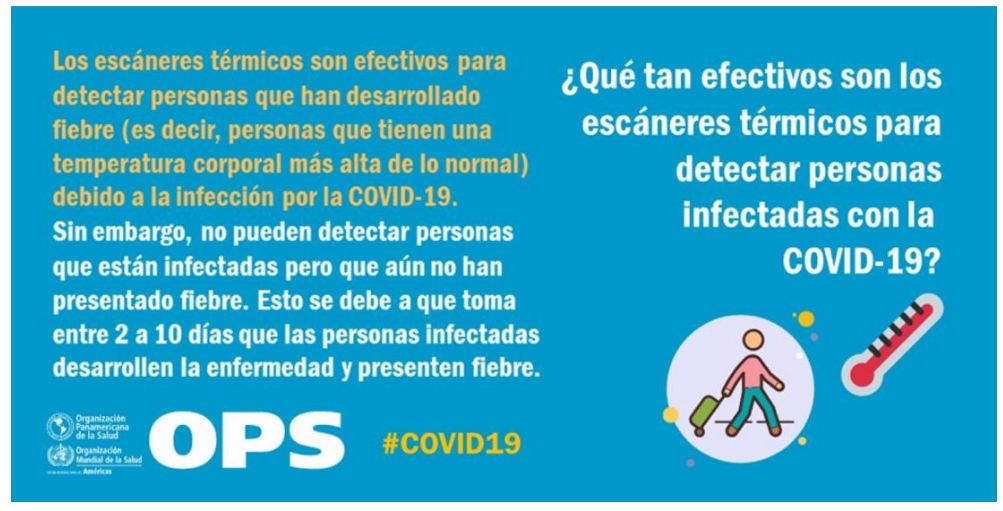 Los escáneres térmicos son efectivos para
detectar personas que han desarrollado
fiebre (es decir, personas que tienen una
temperatura corporal más alta de lo normal)
debido a la infección por la COVID-19.
Sin embargo, no pueden detectar personas
que están infectadas pero que aún no han
presentado fiebre. Esto se debe a que toma
entre 2 a 10 días que las personas infectadas
desarrollen la enfermedad y presenten fiebre.
¿Qué tan efectivos son los
escáneres térmicos para
detectar personas
infectadas con la
COVID-19?
Organización
Panamericana
de la Salud
Organización
Mundial de la Salud
Américas
OPS
#COVID19